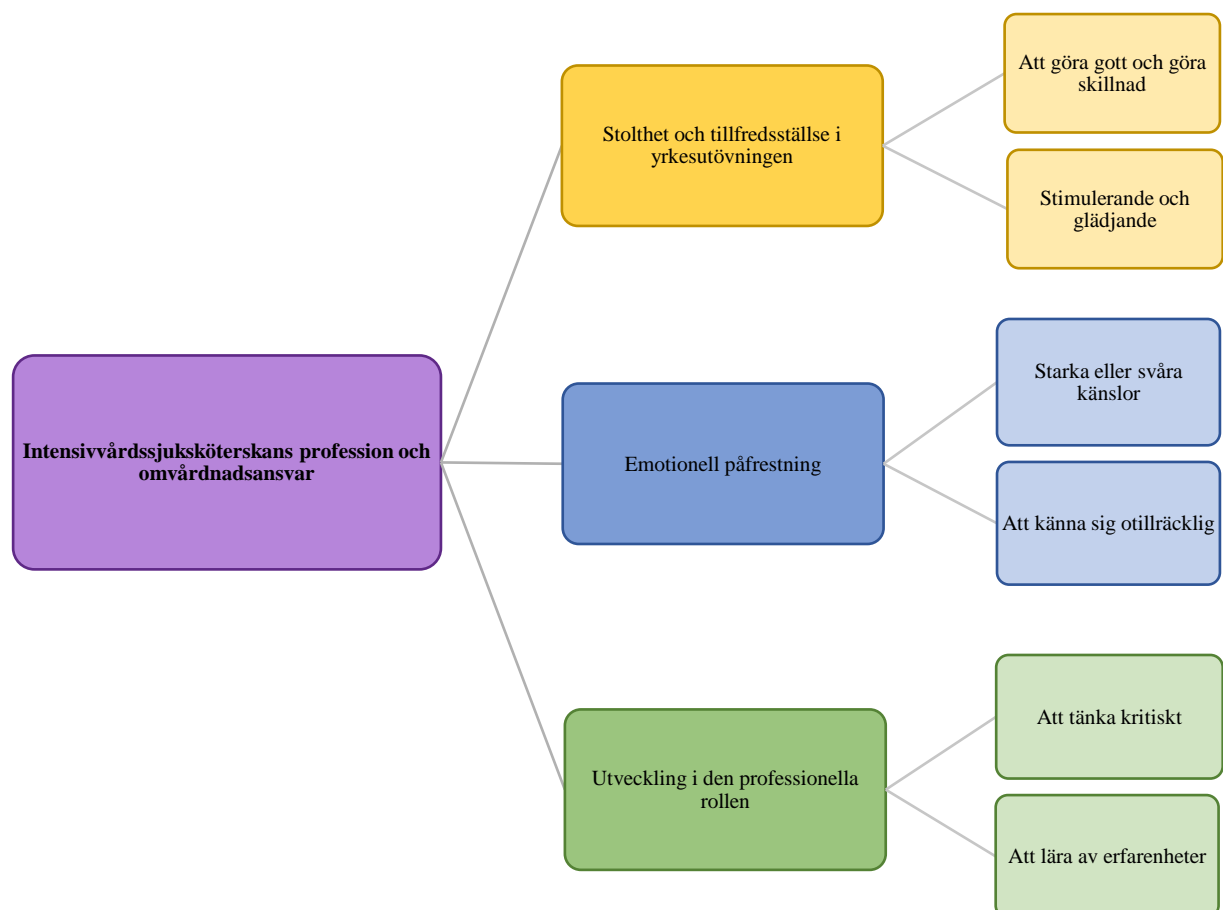 Intensivvårdssjuksköterskans profession och
omvårdnadsansvar
Stolthet och tillfredsställse i
yrkesutövningen
Att göra gott och göra
skillnad
Stimulerande och
glädjande
Emotionell påfrestning
Starka eller svåra
känslor
Att känna sig otillräcklig
Utveckling i den professionella
rollen
Att tänka kritiskt
Att lära av erfarenheter